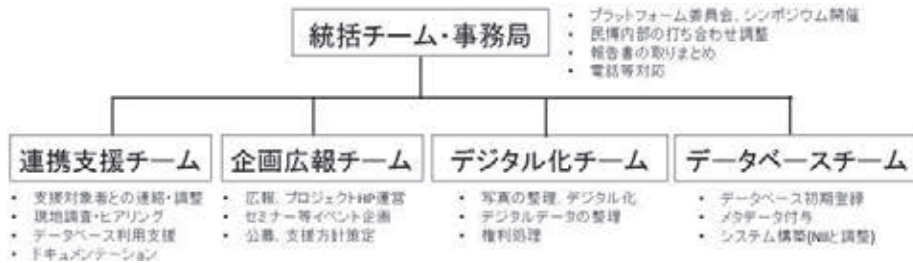 統括チーム・事務局
• プラットフォーム委員会、シンポジウム開催
• 民博内部の打ち合わせ調整
• 報告書の取りまとめ
• 電話等対応
連携支援チーム
• 支援対象者との連絡・調整
• 現地調査・ヒアリング
• データベース利用支援
• ドキュメンテーション
企画広報チーム
• 広報、プロジェクトHP運営
• セミナー等イベント企画
• 公募、支援方針策定
デジタル化チーム
• 写真の整理、デジタル化
• デジタルデータの整理
• 権利処理
データベースチーム
• データベース初期登録
• メタデータ付与
• システム構築(NIIと調整)